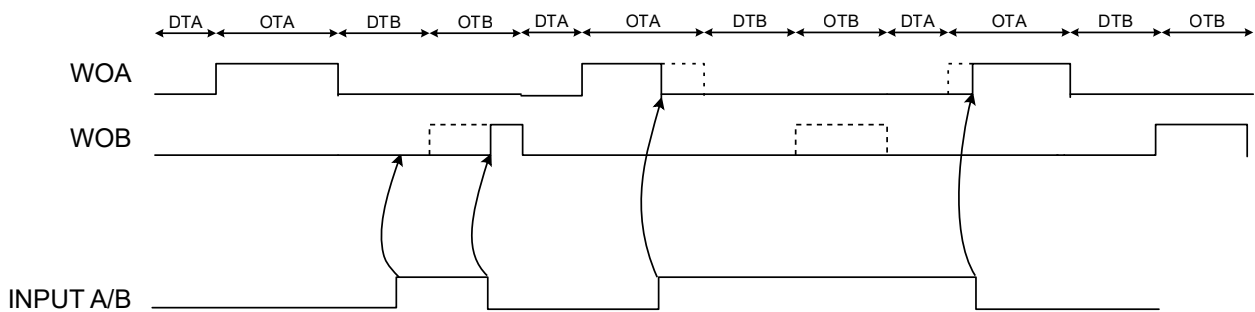 DTA OTA DTB OTB DTA OTA DTB OTB DTA OTA DTB OTB
WOA
WOB
INPUT A/B